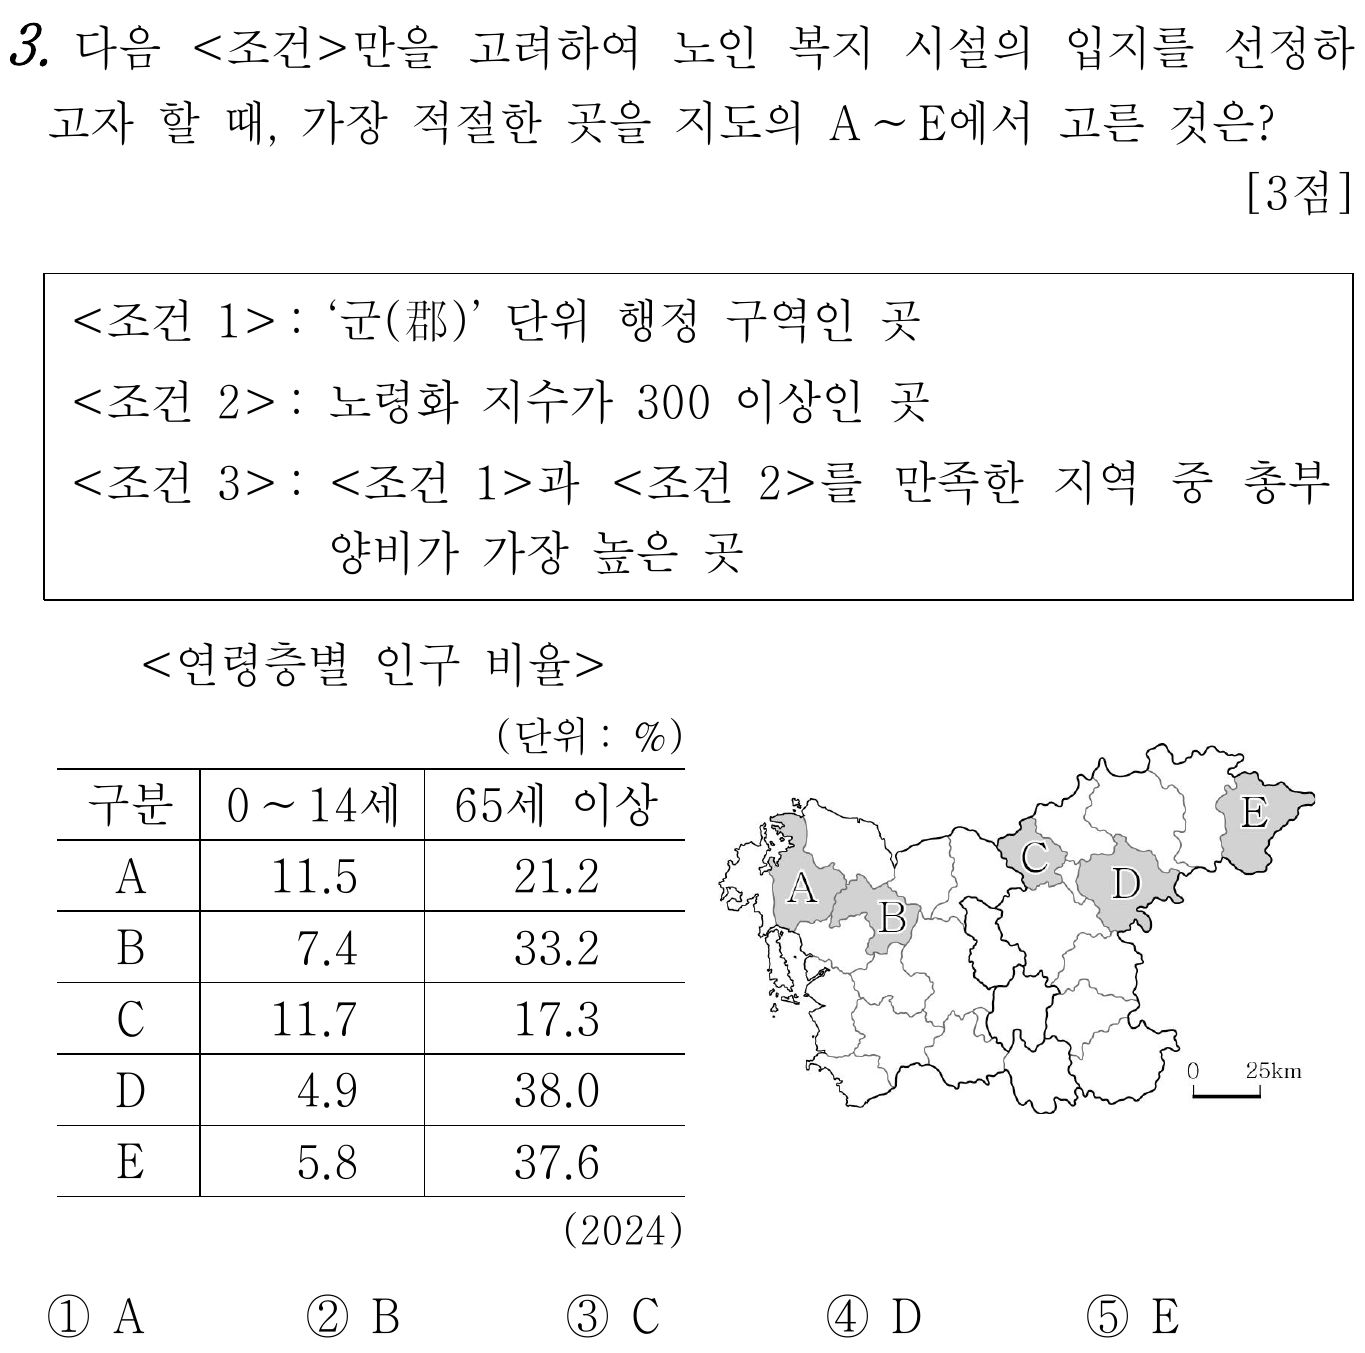 3. 다음 <조건>만을 고려하여 노인 복지 시설의 입지를 선정하
고자 할 때, 가장 적절한 곳을 지도의 A~E에서 고른 것은?
[3점]
<조건 1>: ‘군(郡)’ 단위 행정 구역인 곳
<조건 2>: 노령화 지수가 300 이상인 곳
<조건 3>: <조건 1>과 <조건 2>를 만족한 지역 중 총부
양비가 가장 높은 곳
<연령층별 인구 비율>
(단위: %)
구분 0~14세 65세 이상
A 11.5 21.2
B 7.4 33.2
C 11.7 17.3
D 4.9 38.0
E 5.8 37.6
(2024)
A
B
C
D
E
0 25km
① A ② B ③ C ④ D ⑤ E